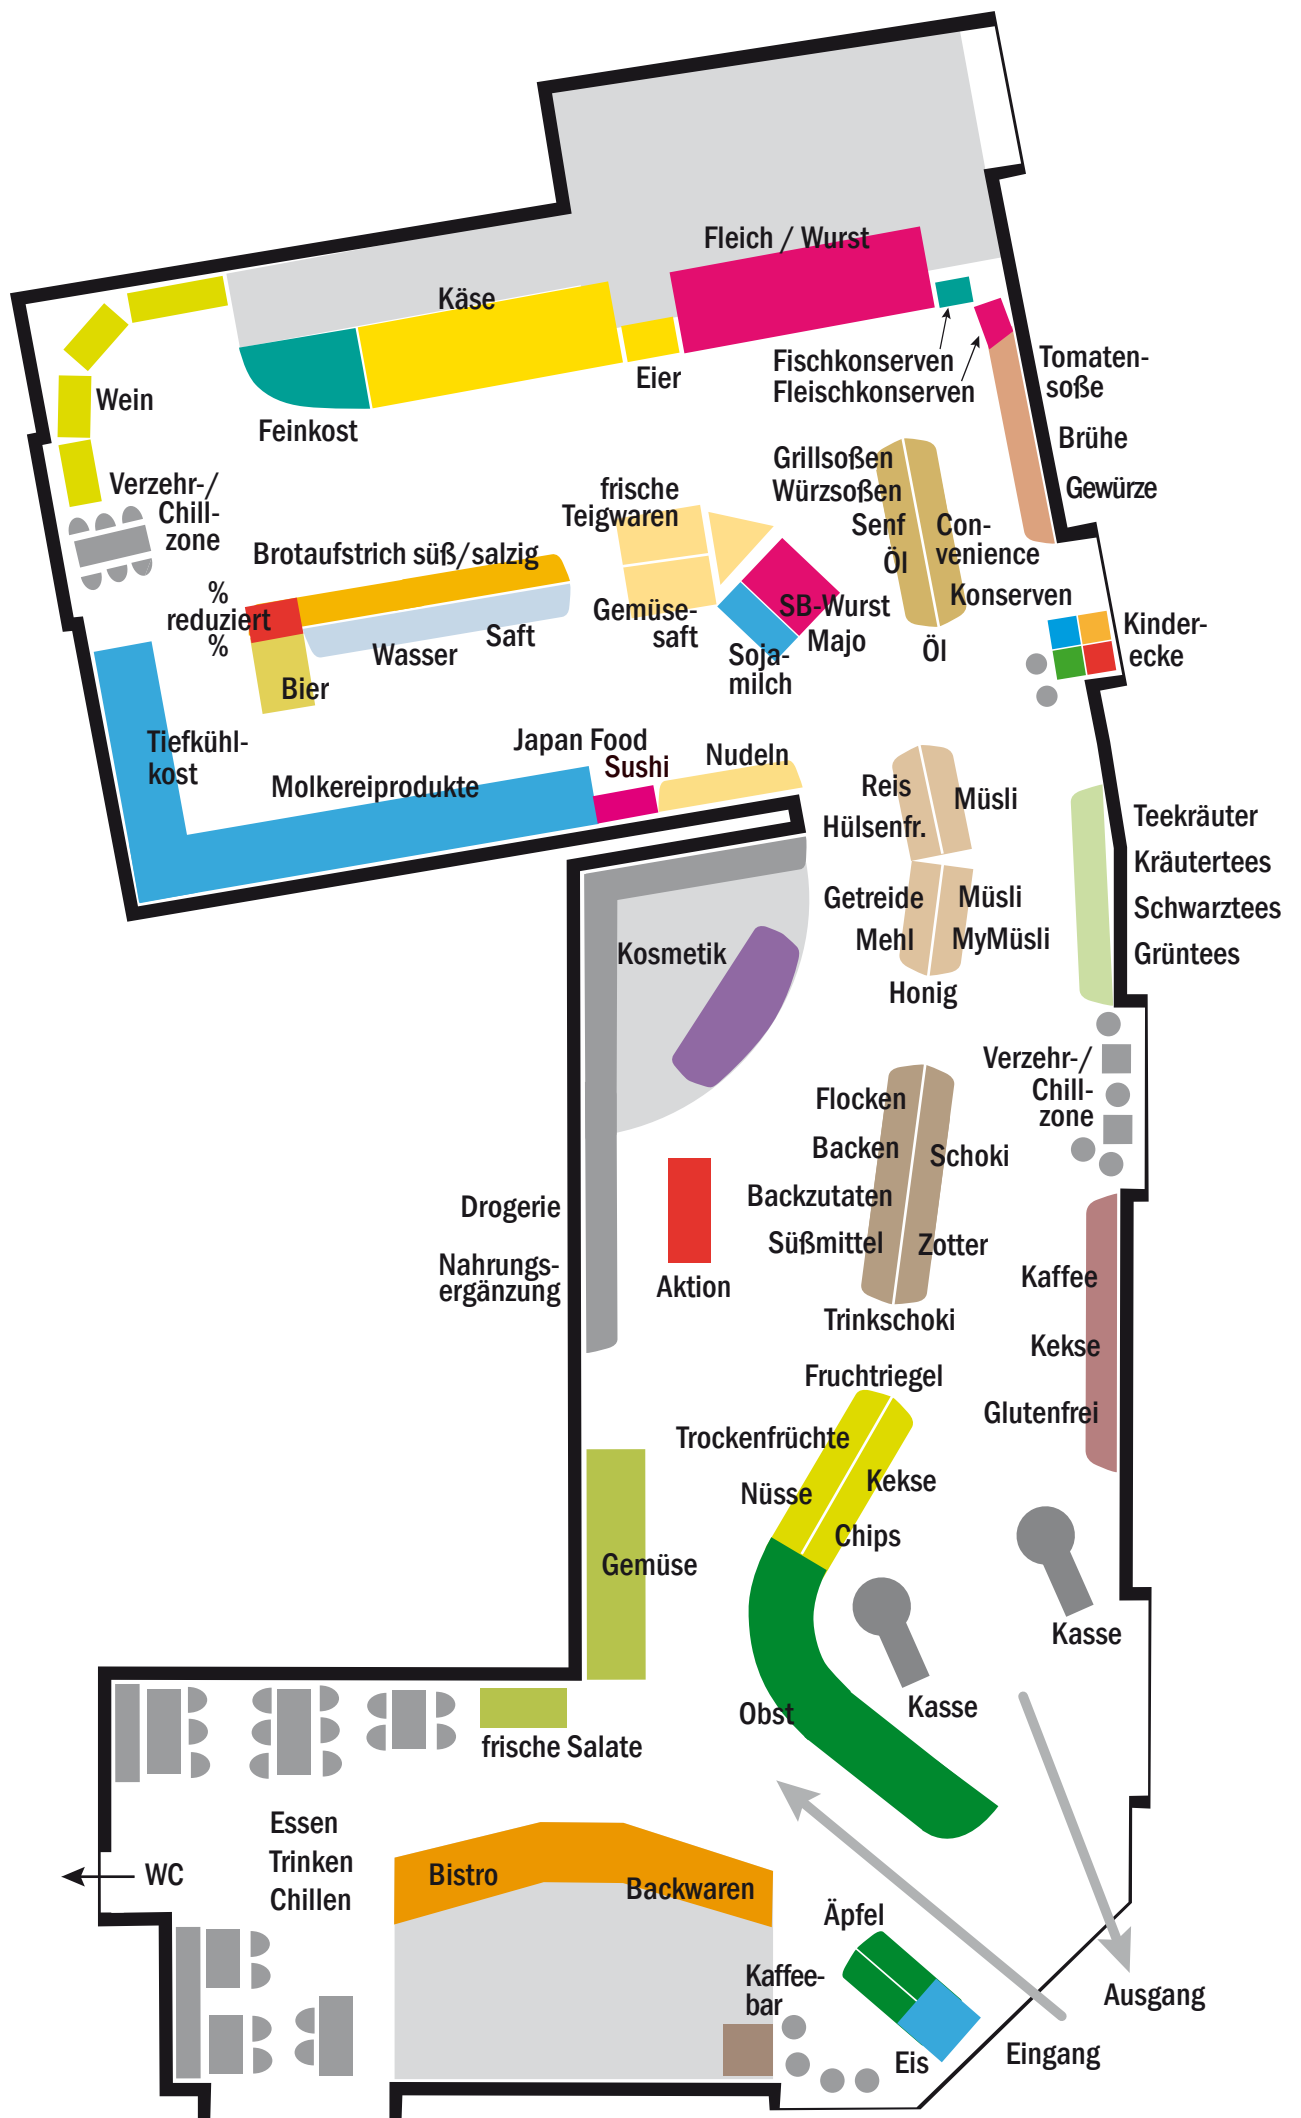 Fleich / Wurst
Käse
Eier
Feinkost
Wein
Fischkonserven
Fleischkonserven
Tomaten-
soße
Brühe
Gewürze
Verzehr-/
Chill-
zone
frische
Teigwaren
Grillsoßen
Würzsoßen
Senf
Öl
Con-
venience
Konserven
Öl
Brotaufstrich süß/salzig
%
reduziert
%
Wasser
Saft
Bier
Gemüse-
saft
SB-Wurst
Majo
Soja-
milch
Kinder-
ecke
Tiefkühl-
kost
Molkereiprodukte
Japan Food
Sushi
Nudeln
Reis
Hülsenfr.
Müsli
Getreide
Mehl
Müsli
MyMüsli
Honig
Teekräuter
Kräutertees
Schwarztees
Grüntees
Kosmetik
Verzehr-/
Chill-
zone
Flocken
Backen
Backzutaten
Süßmittel
Schoki
Zotter
Trinkschoki
Drogerie
Nahrungs-
ergänzung
Aktion
Kaffee
Kekse
Glutenfrei
Fruchtriegel
Trockenfrüchte
Nüsse
Kekse
Chips
Gemüse
Kasse
Kasse
Obst
frische Salate
Essen
Trinken
Chillen
WC
Bistro
Backwaren
Äpfel
Kaffee-
bar
Eis
Ausgang
Eingang